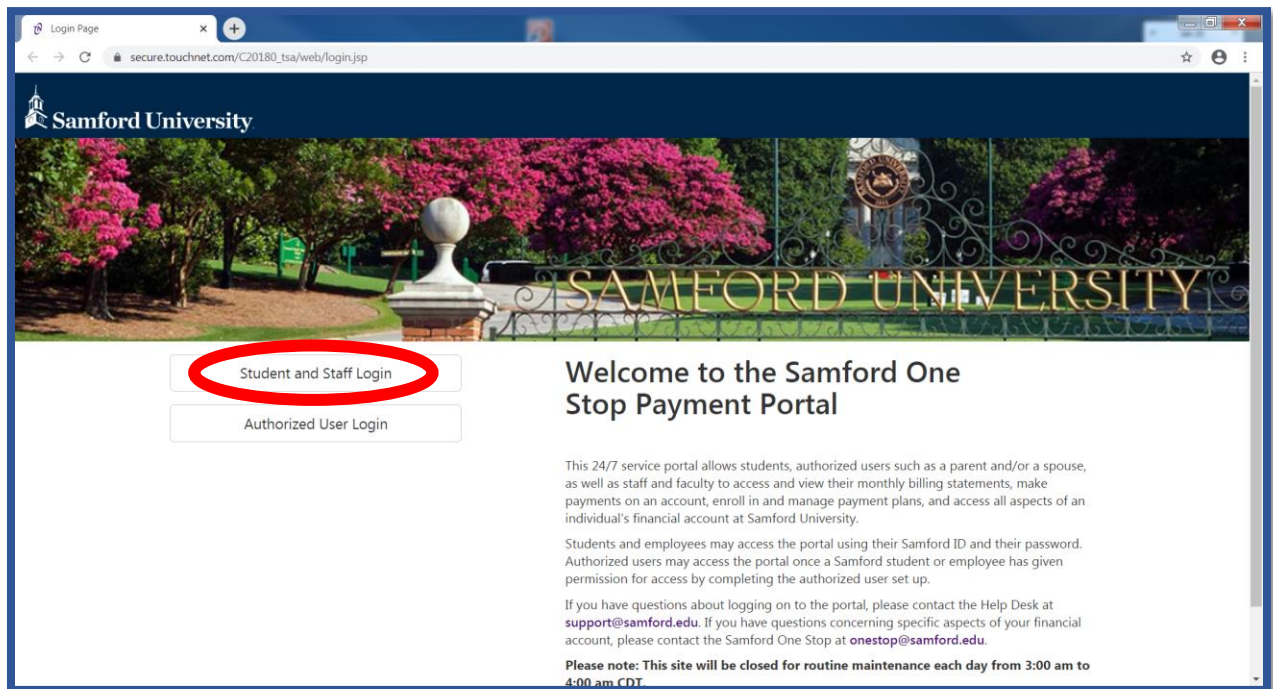 Login Page
secure.touchnet.com/C20180_tsa/web/login.jsp
Samford University
SAMFORD UNIVERSITY
Student and Staff Login
Authorized User Login
Welcome to the Samford One
Stop Payment Portal
This 24/7 service portal allows students, authorized users such as a parent and/or a spouse,
as well as staff and faculty to access and view their monthly billing statements, make
payments on an account, enroll in and manage payment plans, and access all aspects of an
individual's financial account at Samford University.
Students and employees may access the portal using their Samford ID and their password.
Authorized users may access the portal once a Samford student or employee has given
permission for access by completing the authorized user set up.
If you have questions about logging on to the portal, please contact the Help Desk at
support@samford.edu. If you have questions concerning specific aspects of your financial
account, please contact the Samford One Stop at onestop@samford.edu.
Please note: This site will be closed for routine maintenance each day from 3:00 am to
4:00 am CDT.